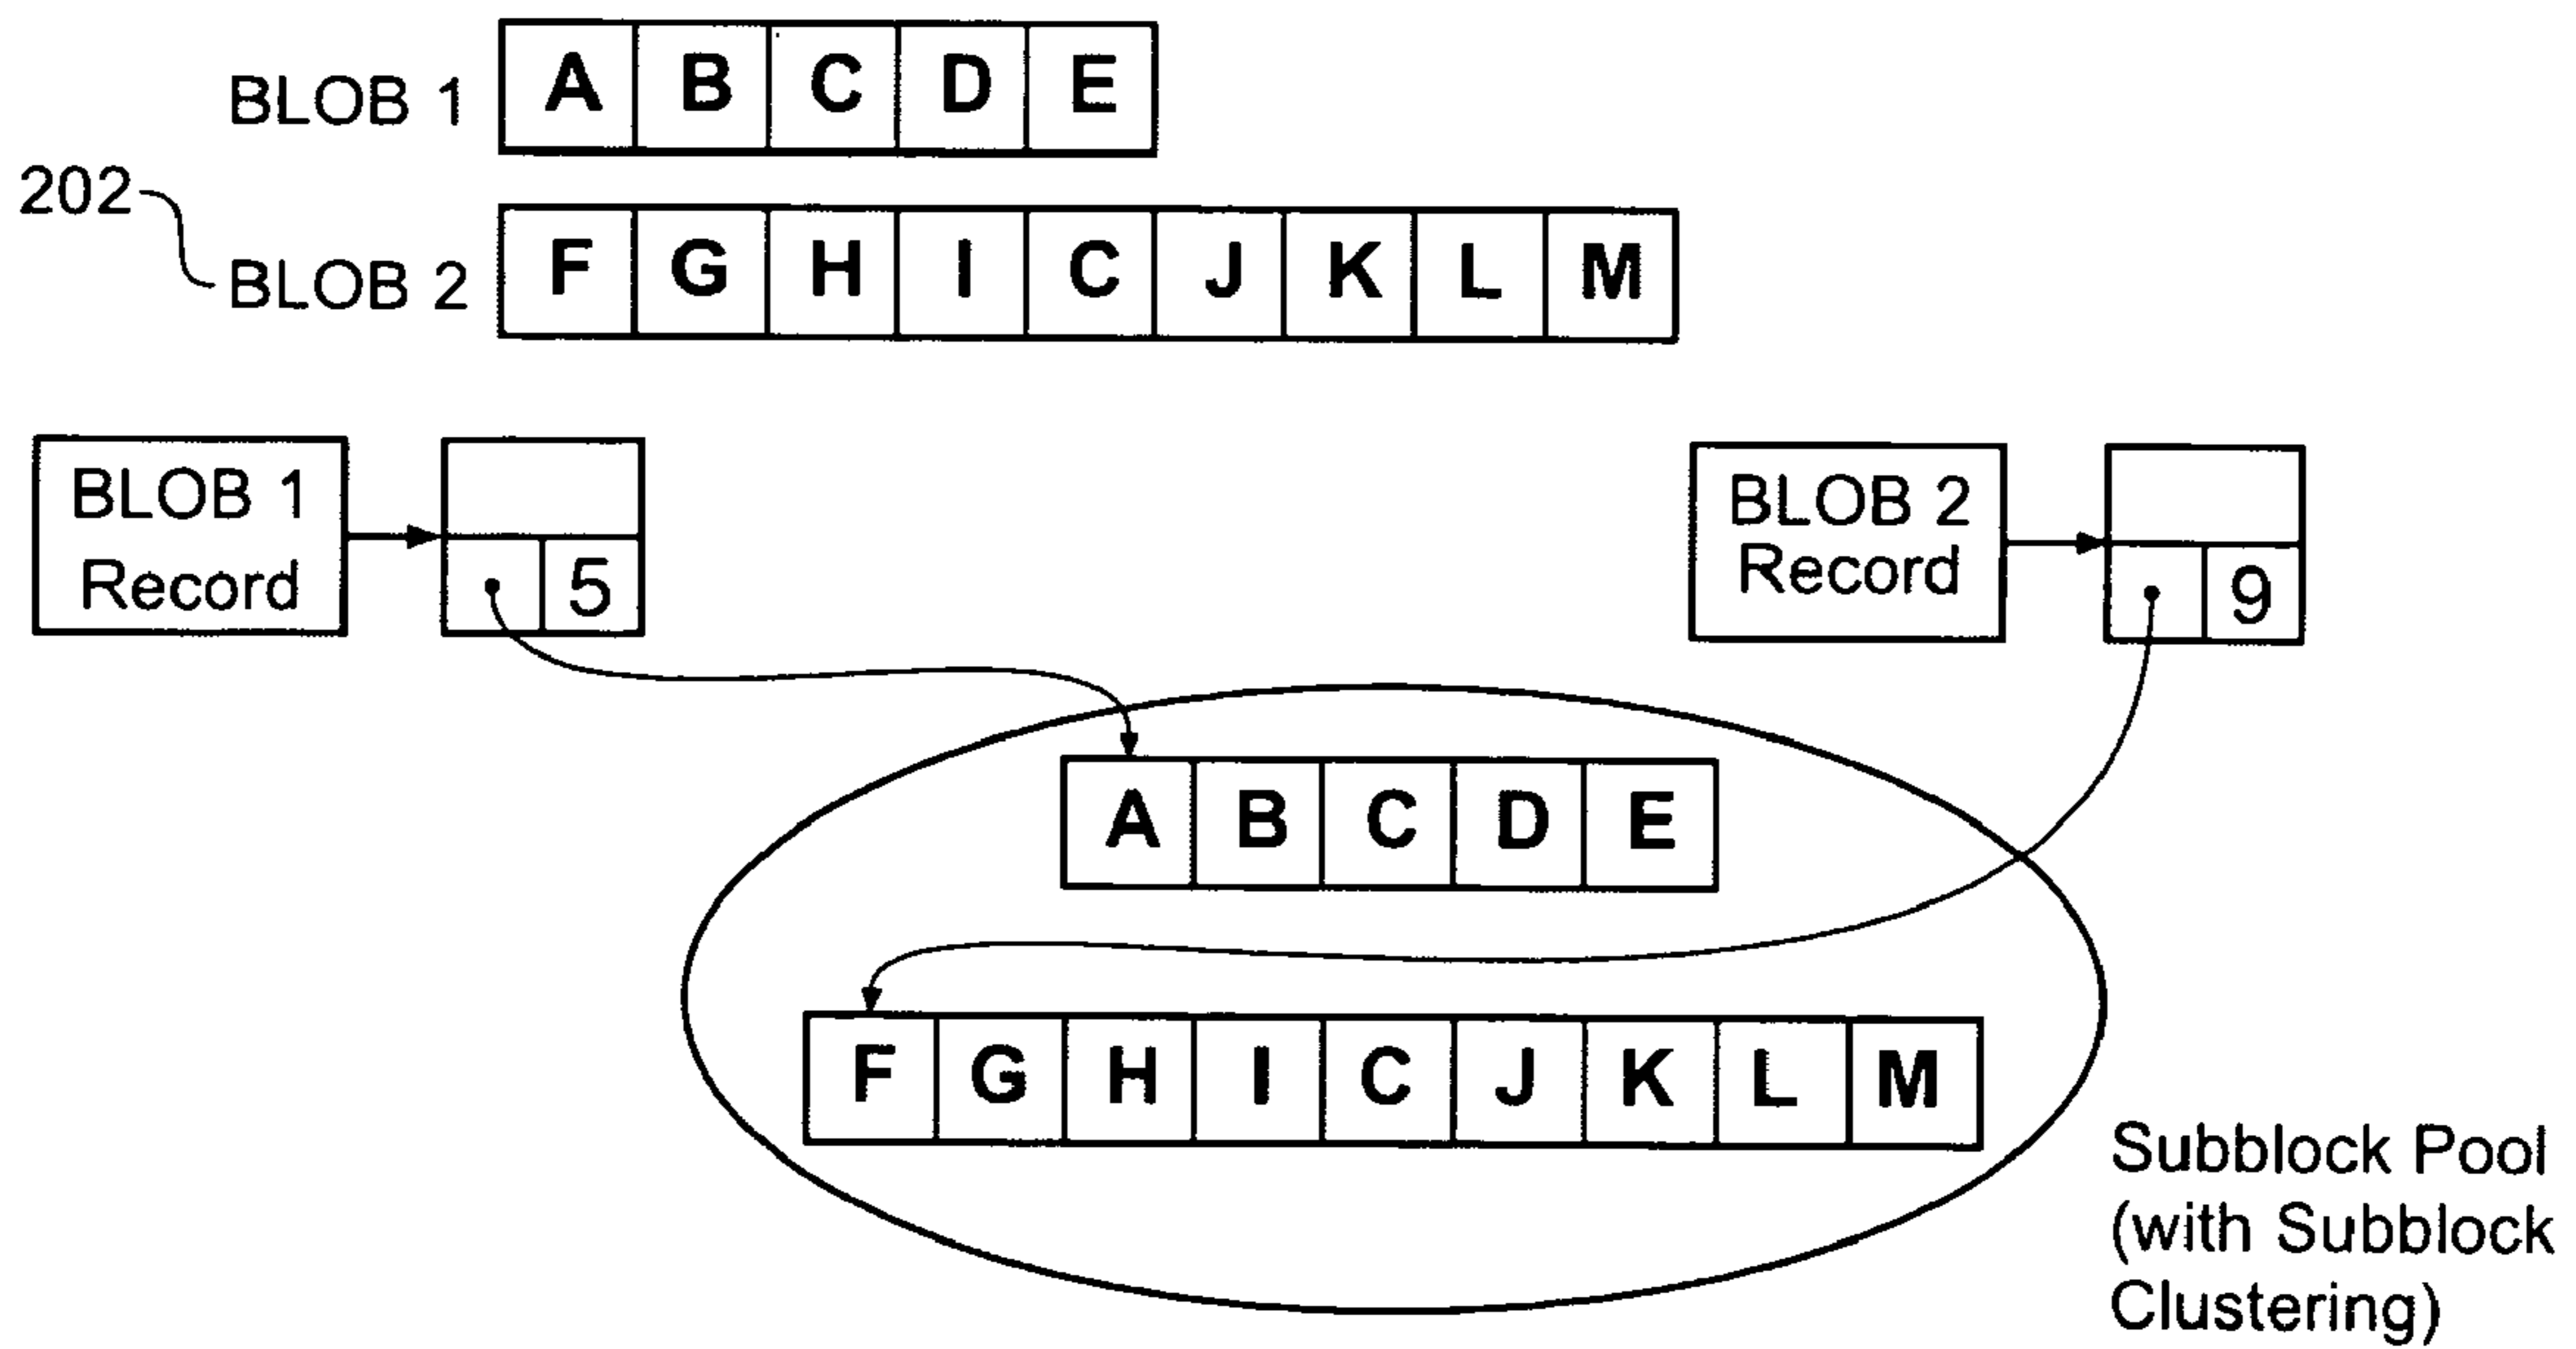 BLOB 1 A B C D E
202
BLOB 2 F G H I C J K L M
BLOB 1
Record
5
BLOB 2
Record
9
A B C D E
F G H I C J K L M
Subblock Pool
(with Subblock
Clustering)